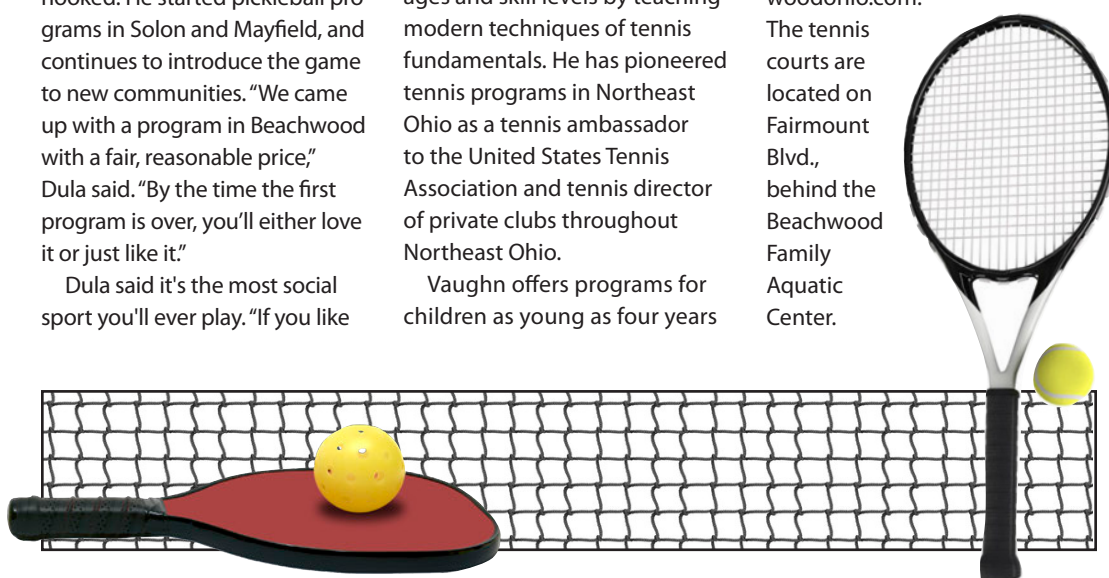 hooked. He started pickleball pro-
grams in Solon and Mayfield, and
continues to introduce the game
to new communities. “We came
up with a program in Beachwood
with a fair, reasonable price,”
Dula said. “By the time the first
program is over, you’ll either love
it or just like it.”
Dula said it's the most social
sport you'll ever play. “If you like
ages and skill levels by teaching
modern techniques of tennis
fundamentals. He has pioneered
tennis programs in Northeast
Ohio as a tennis ambassador
to the United States Tennis
Association and tennis director
of private clubs throughout
Northeast Ohio.
Vaughn offers programs for
children as young as four years
woodohio.com.
The tennis
courts are
located on
Fairmount
Blvd.,
behind the
Beachwood
Family
Aquatic
Center.